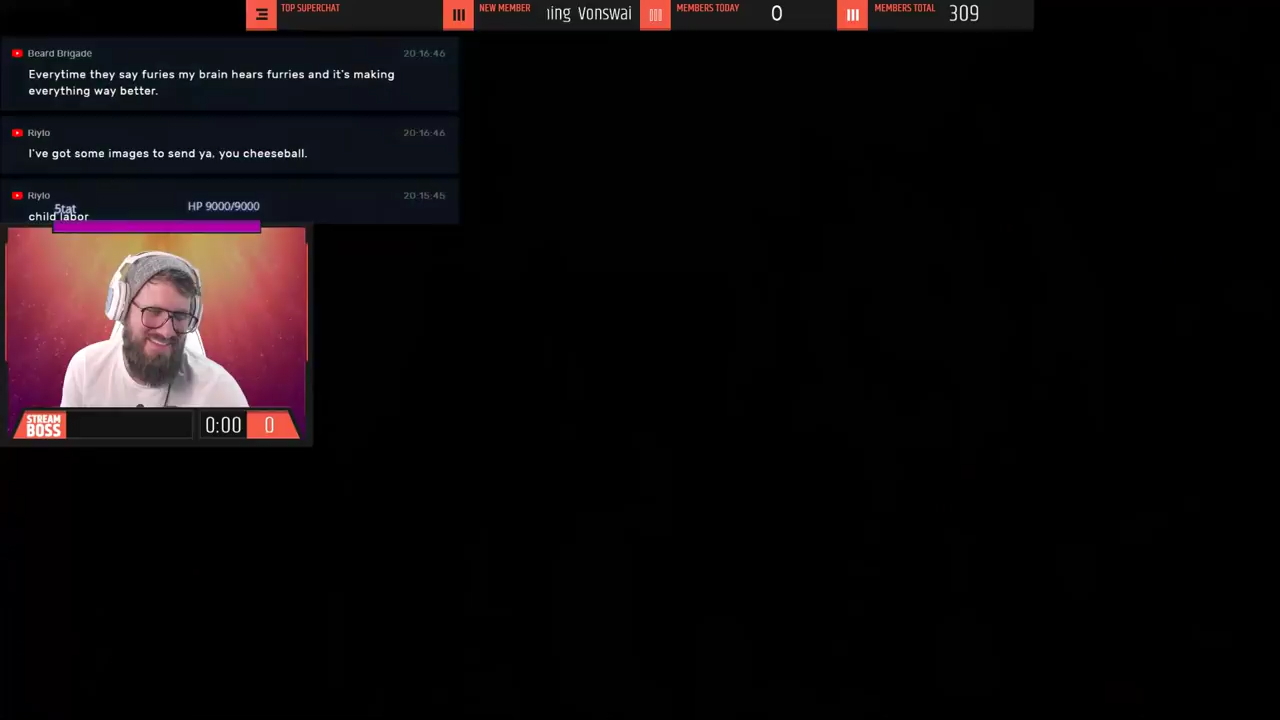 TOP SUPERCHAT
NEW MEMBER
ning Vonswai
MEMBERS TODAY
0
MEMBERS TOTAL
309
Beard Brigade
20:16:46
Everytime they say furies my brain hears furries and it's making
everything way better.
Riylo
20:16:46
I've got some images to send ya, you cheeseball.
Riylo
20:15:45
child labor
5tat
HP 9000/9000
STREAM
BOSS
0:00
0